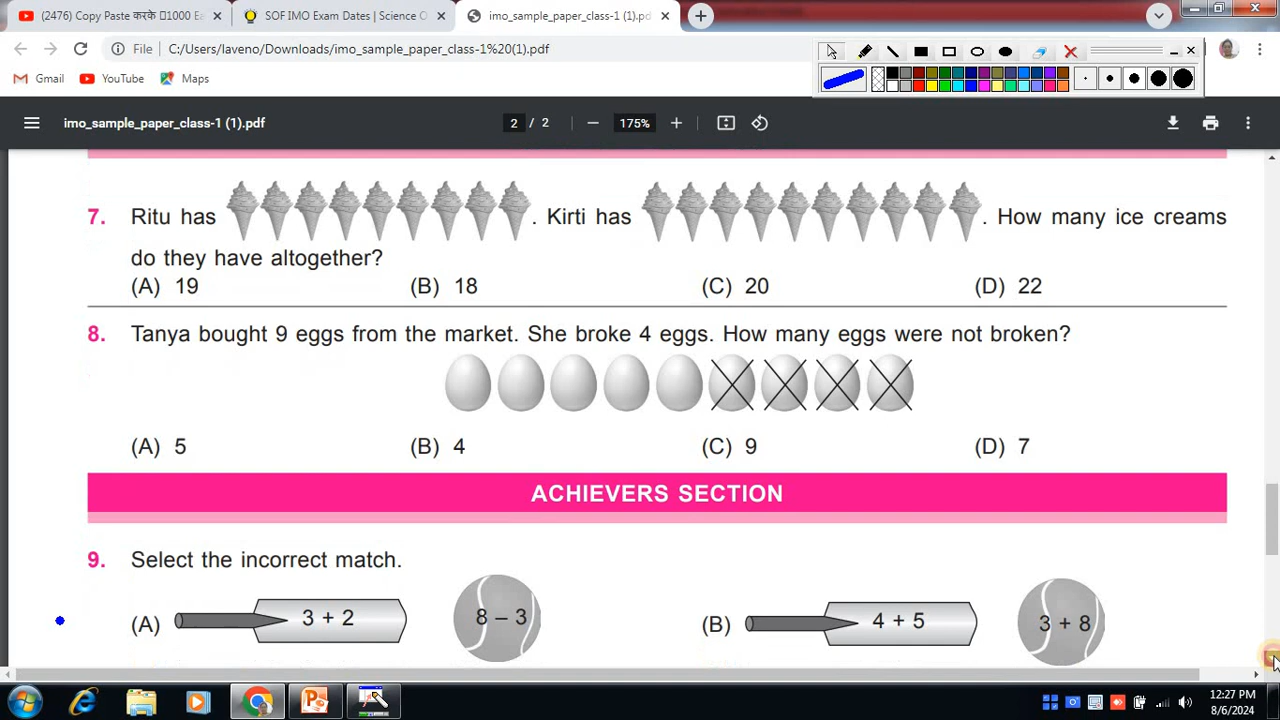 (2476) Copy Paste करके
SOF IMO Exam Dates | Science O
imo_sample_paper_class-1 (1).pd
File
C:/Users/laveno/Downloads/imo_sample_paper_class-1%20(1).pdf
Gmail
YouTube
Maps
imo_sample_paper_class-1 (1).pdf
2 / 2
175%
7. Ritu has . Kirti has . How many ice creams
do they have altogether?
(A) 19 (B) 18 (C) 20 (D) 22
8. Tanya bought 9 eggs from the market. She broke 4 eggs. How many eggs were not broken?
(A) 5 (B) 4 (C) 9 (D) 7
ACHIEVERS SECTION
9. Select the incorrect match.
(A) 3 + 2 8 – 3 (B) 4 + 5 3 + 8
12:27 PM
8/6/2024